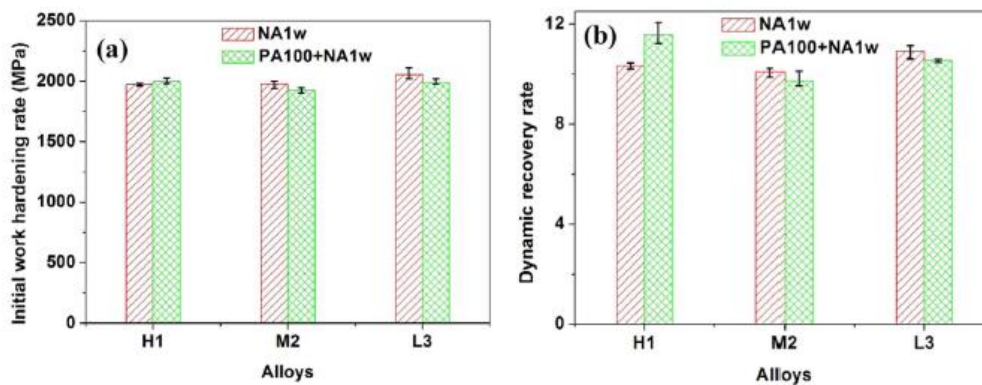 (a)
NA1w
PA100+NA1w
Initial work hardening rate (MPa)
2500
2000
1500
1000
500
0
H1 M2 L3
Alloys
(b)
NA1w
PA100+NA1w
Dynamic recovery rate
12
8
4
0
H1 M2 L3
Alloys